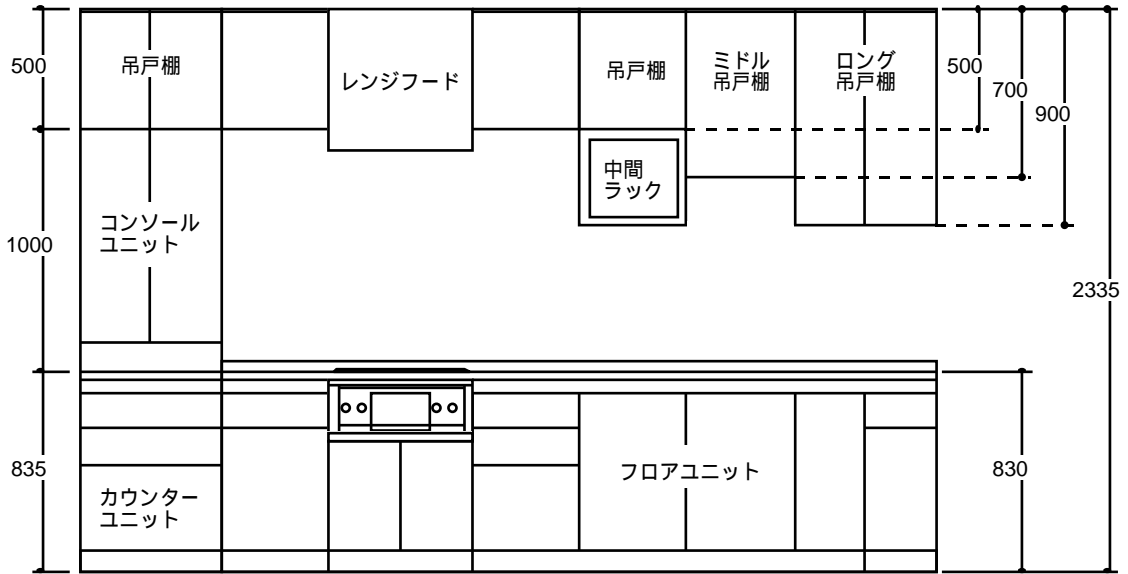 500
吊戸棚
レンジフード
吊戸棚
ミドル
吊戸棚
ロング
吊戸棚
500
700
900
中間
ラック
コンソール
ユニット
1000
2335
835
カウンター
ユニット
フロアユニット
830